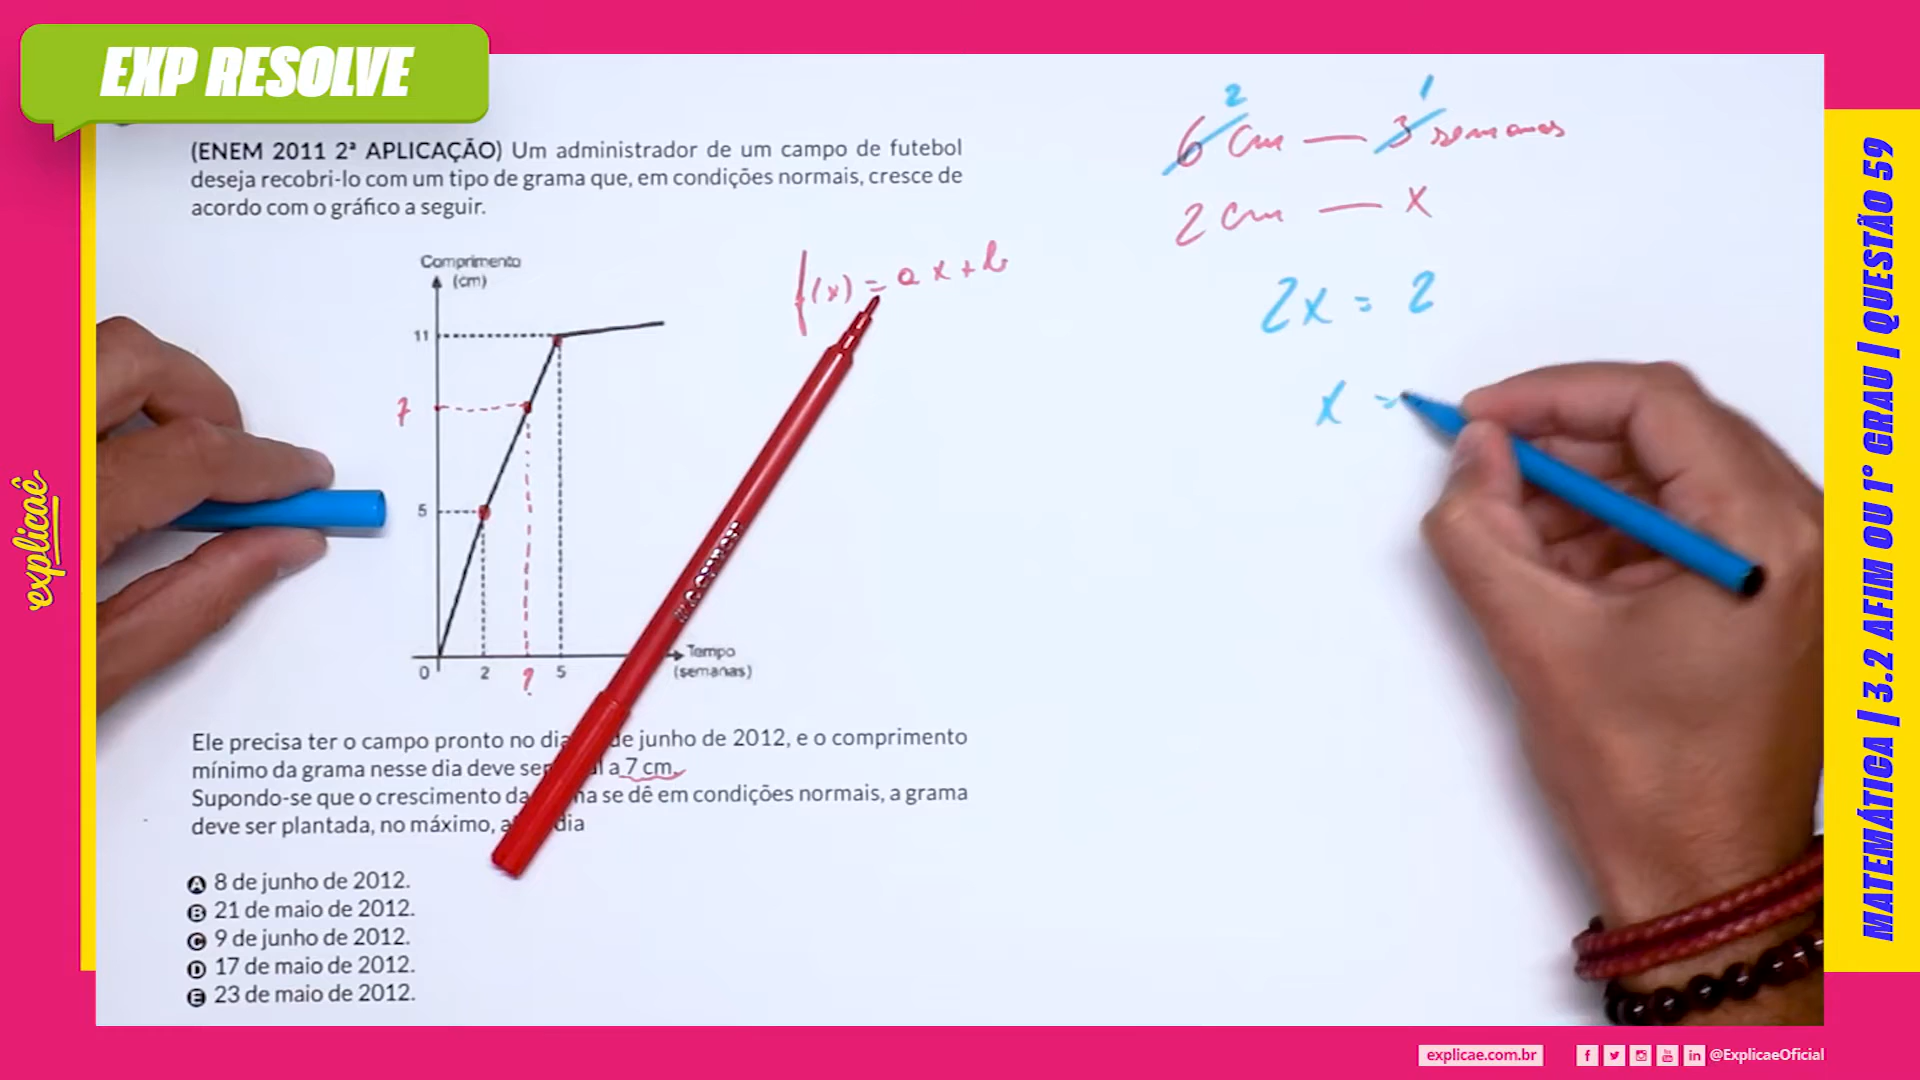 EXP RESOLVE
(ENEM 2011 2ª APLICAÇÃO) Um administrador de um campo de futebol
deseja recobri-lo com um tipo de grama que, em condições normais, cresce de
acordo com o gráfico a seguir.
Comprimento
(cm)
11
7
5
0 2 ? 5
Tempo
(semanas)
f(x) = ax+b
Ele precisa ter o campo pronto no dia de junho de 2012, e o comprimento
mínimo da grama nesse dia deve ser a 7 cm.
Supondo-se que o crescimento da se dê em condições normais, a grama
deve ser plantada, no máximo, dia
A 8 de junho de 2012.
B 21 de maio de 2012.
C 9 de junho de 2012.
D 17 de maio de 2012.
E 23 de maio de 2012.
2 1
6 cm — 3 semanas
2 cm — x
2x = 2
x =
explicaê
MATEMÁTICA | 3.2 AFIM OU 1° GRAU | QUESTÃO 59
explicae.com.br
@ExplicaeOficial